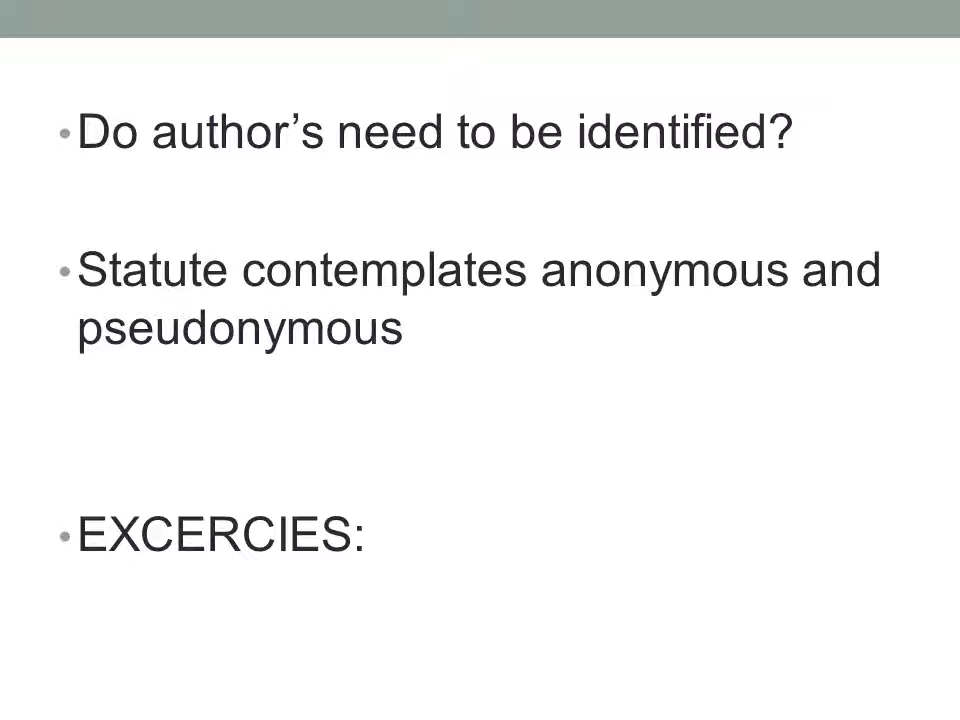 • Do author’s need to be identified?
• Statute contemplates anonymous and
pseudonymous
• EXCERCIES: